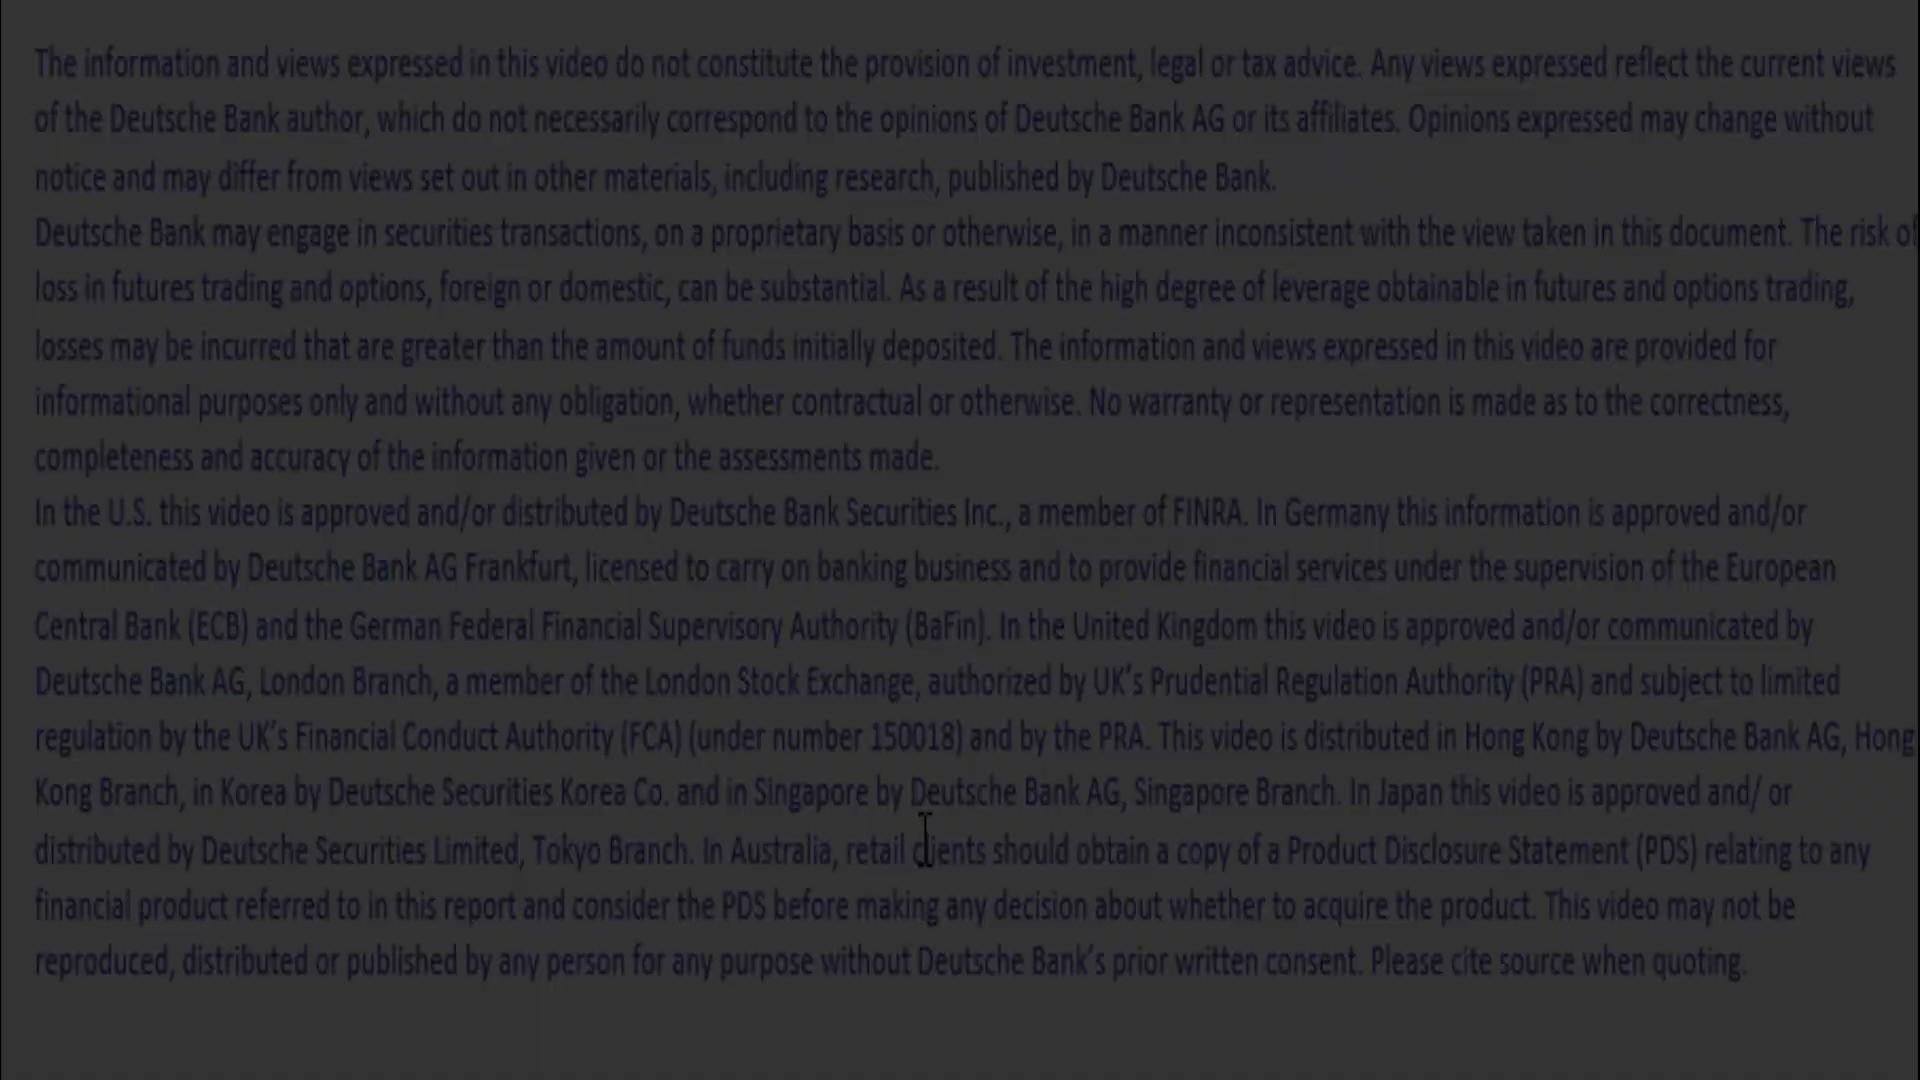 The information and views expressed in this video do not constitute the provision of investment, legal or tax advice. Any views expressed reflect the current views
of the Deutsche Bank author, which do not necessarily correspond to the opinions of Deutsche Bank AG or its affiliates. Opinions expressed may change without
notice and may differ from views set out in other materials, including research, published by Deutsche Bank.
Deutsche Bank may engage in securities transactions, on a proprietary basis or otherwise, in a manner inconsistent with the view taken in this document. The risk of
loss in futures trading and options, foreign or domestic, can be substantial. As a result of the high degree of leverage obtainable in futures and options trading,
losses may be incurred that are greater than the amount of funds initially deposited. The information and views expressed in this video are provided for
informational purposes only and without any obligation, whether contractual or otherwise. No warranty or representation is made as to the correctness,
completeness and accuracy of the information given or the assessments made.
In the U.S. this video is approved and/or distributed by Deutsche Bank Securities Inc., a member of FINRA. In Germany this information is approved and/or
communicated by Deutsche Bank AG Frankfurt, licensed to carry on banking business and to provide financial services under the supervision of the European
Central Bank (ECB) and the German Federal Financial Supervisory Authority (BaFin). In the United Kingdom this video is approved and/or communicated by
Deutsche Bank AG, London Branch, a member of the London Stock Exchange, authorized by UK’s Prudential Regulation Authority (PRA) and subject to limited
regulation by the UK’s Financial Conduct Authority (FCA) (under number 150018) and by the PRA. This video is distributed in Hong Kong by Deutsche Bank AG, Hong
Kong Branch, in Korea by Deutsche Securities Korea Co. and in Singapore by Deutsche Bank AG, Singapore Branch. In Japan this video is approved and/ or
distributed by Deutsche Securities Limited, Tokyo Branch. In Australia, retail clients should obtain a copy of a Product Disclosure Statement (PDS) relating to any
financial product referred to in this report and consider the PDS before making any decision about whether to acquire the product. This video may not be
reproduced, distributed or published by any person for any purpose without Deutsche Bank’s prior written consent. Please cite source when quoting.